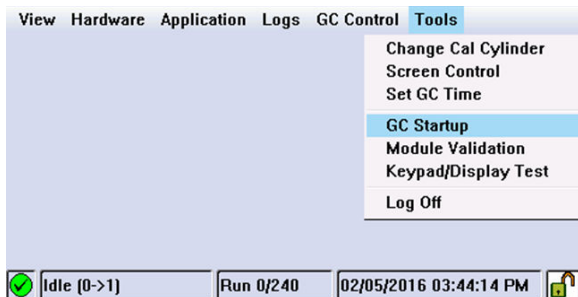 View Hardware Application Logs GC Control Tools
Change Cal Cylinder
Screen Control
Set GC Time
GC Startup
Module Validation
Keypad/Display Test
Log Off
Idle (0->1) Run 0/240 02/05/2016 03:44:14 PM